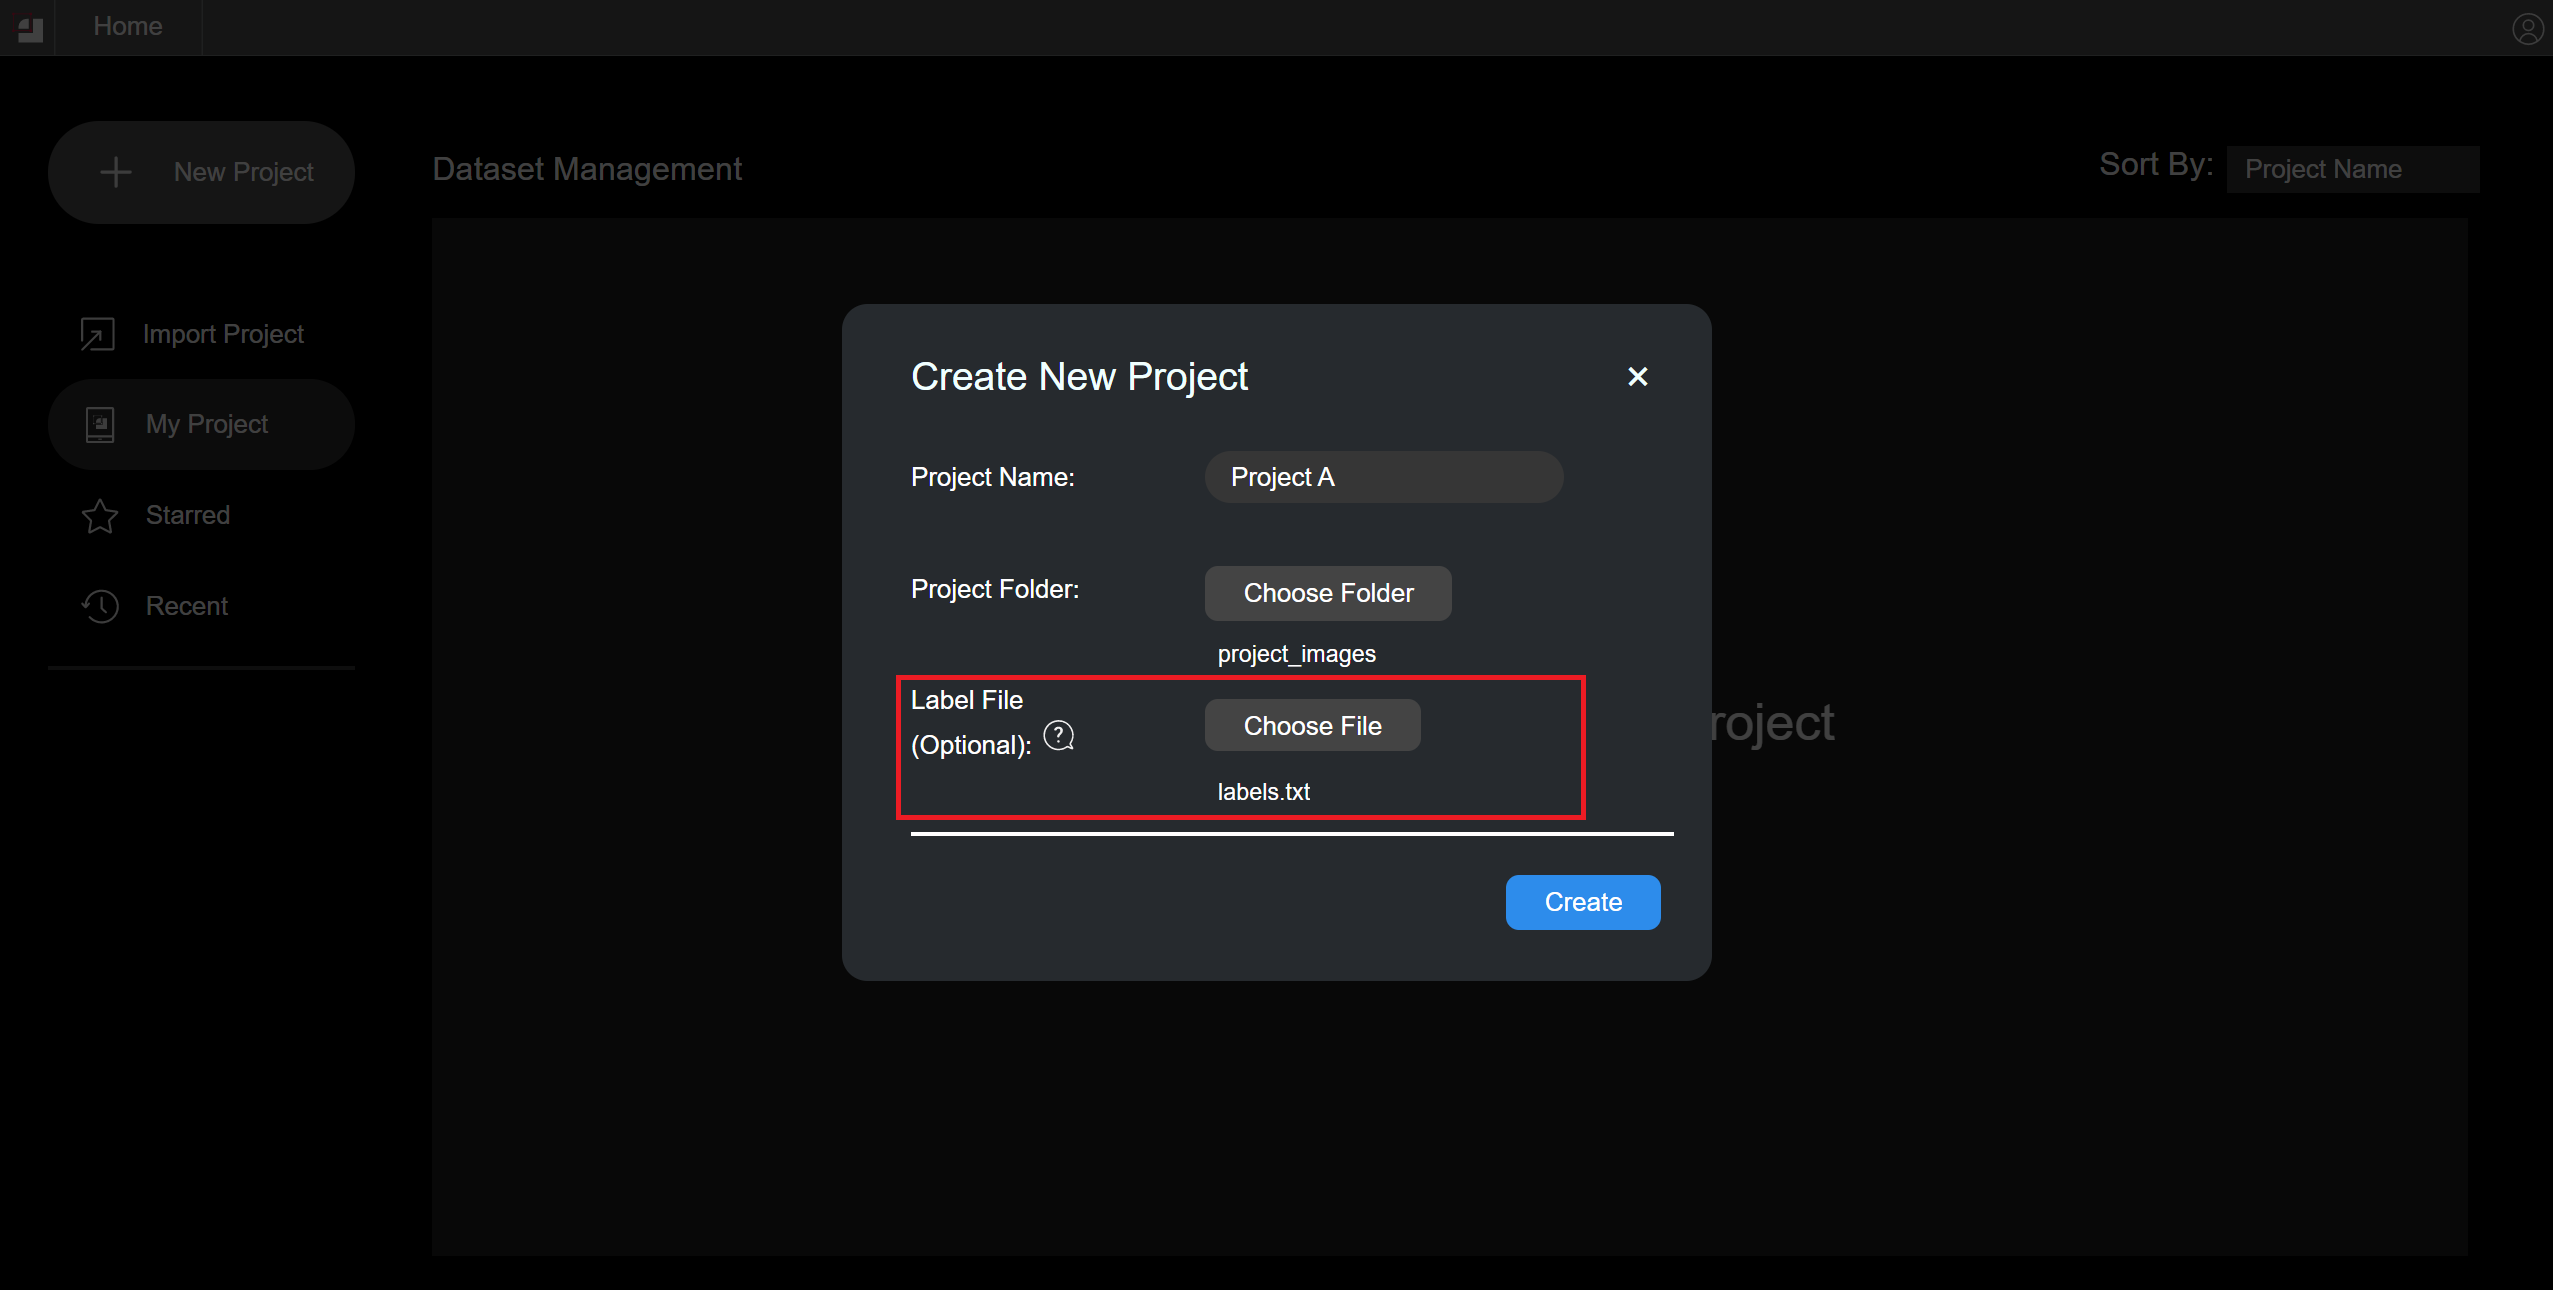 Home
New Project
Dataset Management
Sort By:
Project Name
Import Project
My Project
Starred
Recent
Create New Project
Project Name:
Project A
Project Folder:
Choose Folder
project_images
Label File
(Optional):
?
Choose File
labels.txt
roject
Create